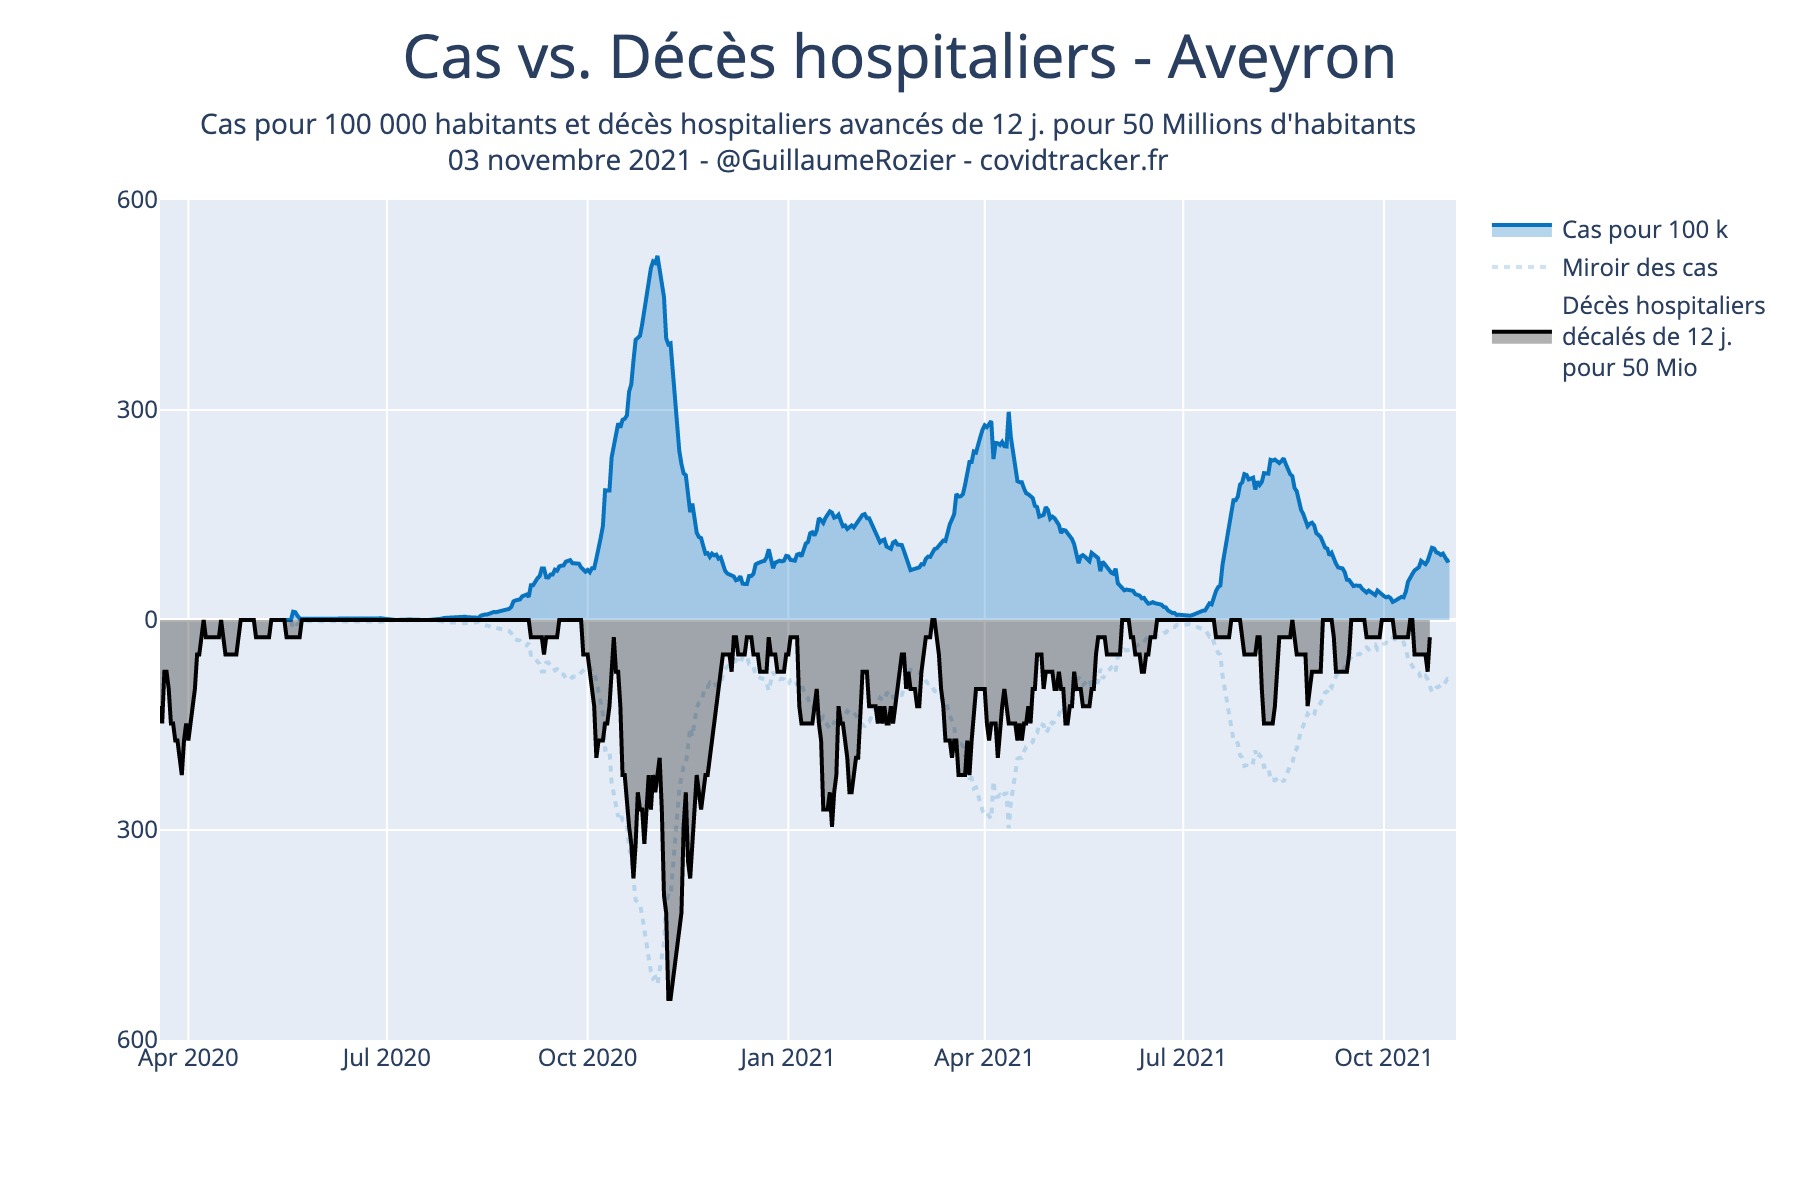 Cas vs. Décès hospitaliers - Aveyron
Cas pour 100 000 habitants et décès hospitaliers avancés de 12 j. pour 50 Millions d'habitants
03 novembre 2021 - @GuillaumeRozier - covidtracker.fr
600
300
0
300
600
Apr 2020
Jul 2020
Oct 2020
Jan 2021
Apr 2021
Jul 2021
Oct 2021
Cas pour 100 k
Miroir des cas
Décès hospitaliers
décalés de 12 j.
pour 50 Mio